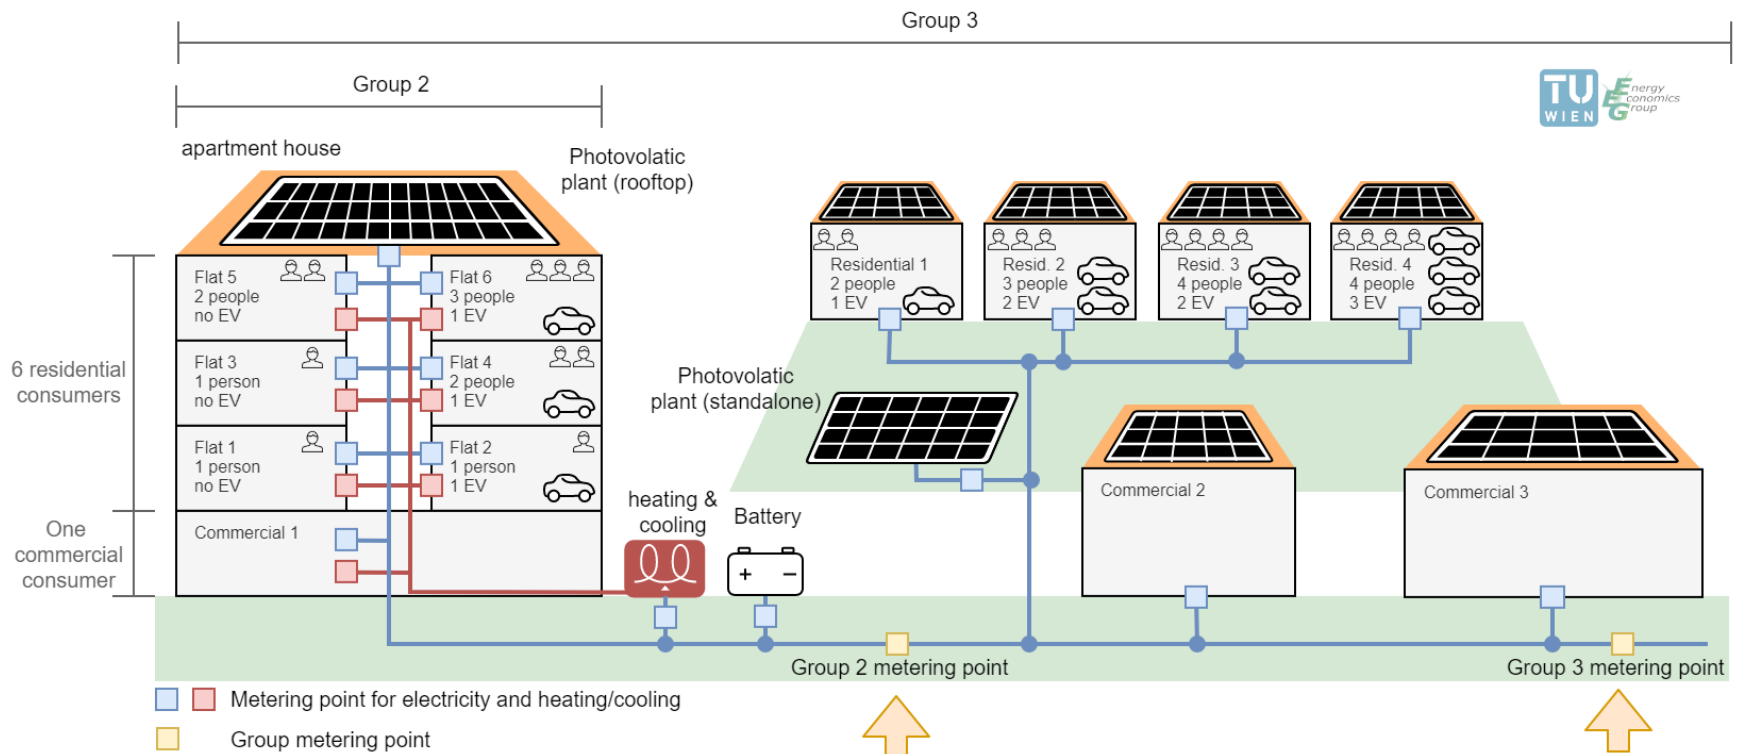 Group 3
Group 2
TU
WIEN
Energy
Economics
Group
apartment house
Photovolatic
plant (rooftop)
6 residential
consumers
One
commercial
consumer
Flat 5
2 people
no EV
Flat 6
3 people
1 EV
Flat 3
1 person
no EV
Flat 4
2 people
1 EV
Flat 1
1 person
no EV
Flat 2
1 person
1 EV
Commercial 1
heating &
cooling
Battery
+ −
Residential 1
2 people
1 EV
Resid. 2
3 people
2 EV
Resid. 3
4 people
2 EV
Resid. 4
4 people
3 EV
Photovolatic
plant (standalone)
Commercial 2
Commercial 3
Group 2 metering point
Group 3 metering point
Metering point for electricity and heating/cooling
Group metering point